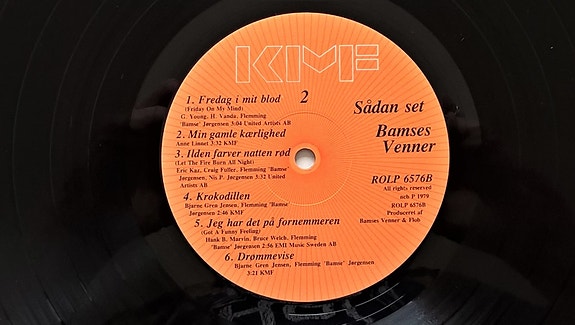 KMF
2
1. Fredag i mit blod
(Friday On My Mind)
G. Young, H. Vanda, Flemming
"Bamse" Jørgensen 3:04 United Artists AB
2. Min gamle kærlighed
Anne Linnet 3:32 KMF
3. Ilden farver natten rød
(Let The Fire Burn All Night)
Eric Kaz, Craig Fuller, Flemming "Bamse"
Jørgensen, Nis P. Jørgensen 3:32 United
Artists AB
4. Krokodillen
Bjarne Gren Jensen, Flemming "Bamse"
Jørgensen 2:46 KMF
5. Jeg har det på fornemmeren
(Got A Funny Feeling)
Hank B. Marvin, Bruce Welch, Flemming
"Bamse" Jørgensen 2:56 EMI Music Sweden AB
6. Drømmevise
Bjarne Gren Jensen, Flemming "Bamse" Jørgensen
3:21 KMF
Sådan set
Bamses
Venner
ROLP 6576B
All rights reserved
ncb P 1979
ROLP 6576B
Produceret af
Bamses Venner & Flob